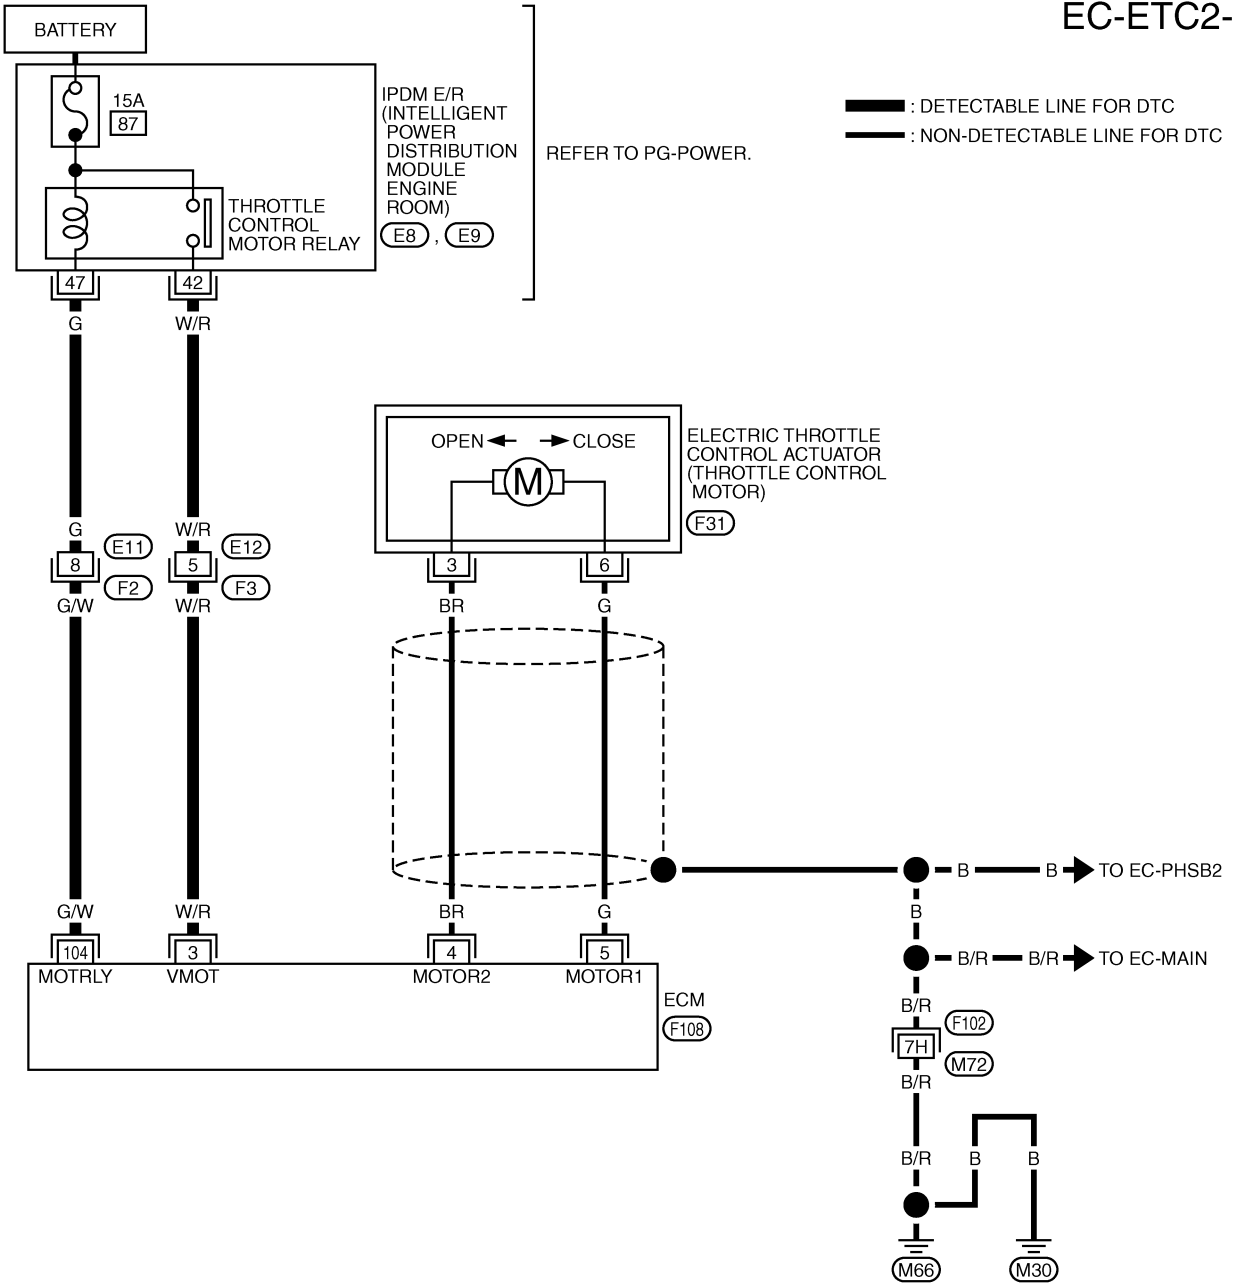 EC-ETC2-
BATTERY
15A
87
IPDM E/R
(INTELLIGENT
POWER
DISTRIBUTION
MODULE
ENGINE
ROOM)
E8 , E9
REFER TO PG-POWER.
: DETECTABLE LINE FOR DTC
: NON-DETECTABLE LINE FOR DTC
THROTTLE
CONTROL
MOTOR RELAY
47 42
G W/R
OPEN CLOSE
M
ELECTRIC THROTTLE
CONTROL ACTUATOR
(THROTTLE CONTROL
MOTOR)
F31
G W/R
8 E11 5 E12
F2 F3
G/W W/R
3 6
BR G
TO EC-PHSB2
B B
B
G/W W/R BR G
104 3 4 5
MOTRLY VMOT MOTOR2 MOTOR1
ECM
F108
B/R B/R TO EC-MAIN
B/R
F102
7H
M72
B/R
B/R B B
M66 M30